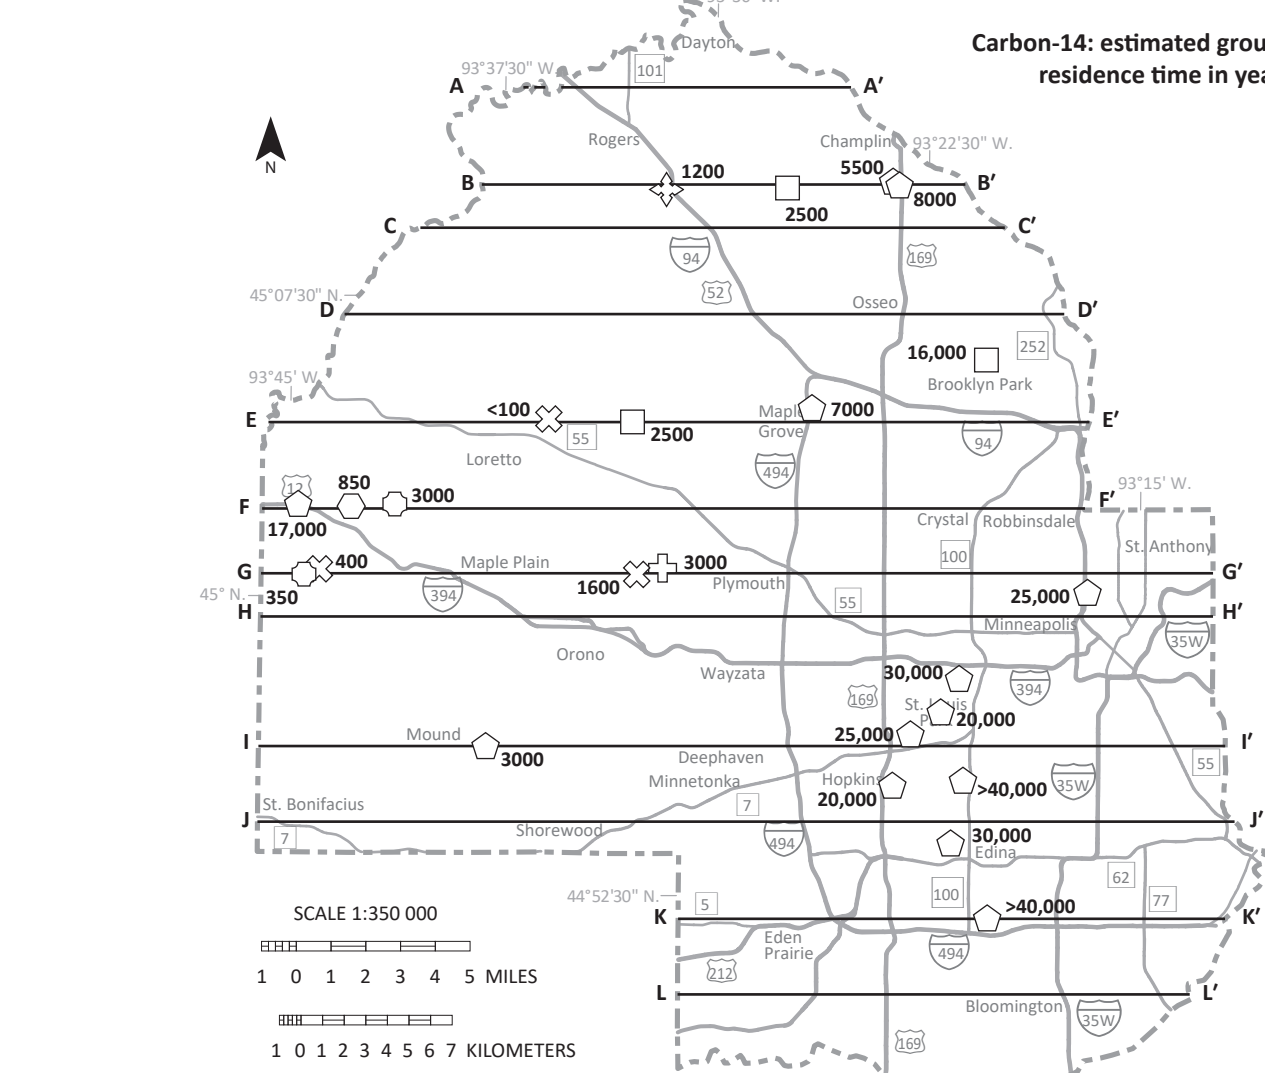 Dayton
Carbon-14: estimated grou
residence time in yea
93°37'30" W.
101
A
A′
N
Rogers
Champlin
93°22'30" W.
5500
1200
B
B′
8000
2500
C
C′
94
169
45°07'30" N.
52
Osseo
D
D′
16,000
252
Brooklyn Park
93°45' W.
<100
Maple
Grove
7000
E
E′
2500
55
94
Loretto
494
12
850
3000
93°15' W.
F
F′
17,000
Crystal
Robbinsdale
St. Anthony
100
400
Maple Plain
3000
G
G′
1600
Plymouth
45° N.
350
394
55
25,000
H
H′
Minneapolis
35W
Orono
Wayzata
30,000
394
169
St. Louis
20,000
25,000
Mound
I
I′
3000
Deephaven
55
Minnetonka
Hopkins
>40,000
35W
20,000
St. Bonifacius
7
J
J′
7
Shorewood
494
30,000
Edina
62
44°52'30" N.
5
100
77
SCALE 1:350 000
>40,000
K
K′
Eden
Prairie
494
1 0 1 2 3 4 5 MILES
212
L
L′
Bloomington
35W
169
1 0 1 2 3 4 5 6 7 KILOMETERS